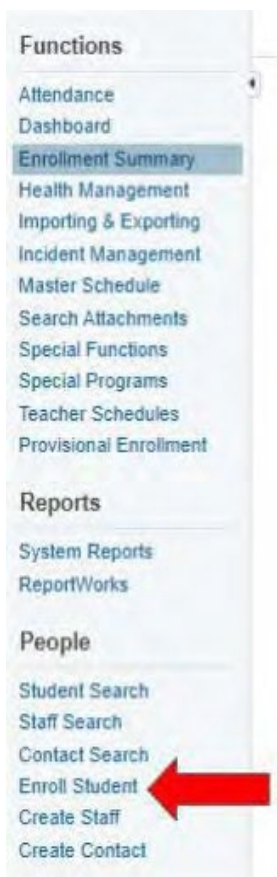 Functions
Attendance
Dashboard
Enrollment Summary
Health Management
Importing & Exporting
Incident Management
Master Schedule
Search Attachments
Special Functions
Special Programs
Teacher Schedules
Provisional Enrollment
Reports
System Reports
ReportWorks
People
Student Search
Staff Search
Contact Search
Enroll Student
Create Staff
Create Contact